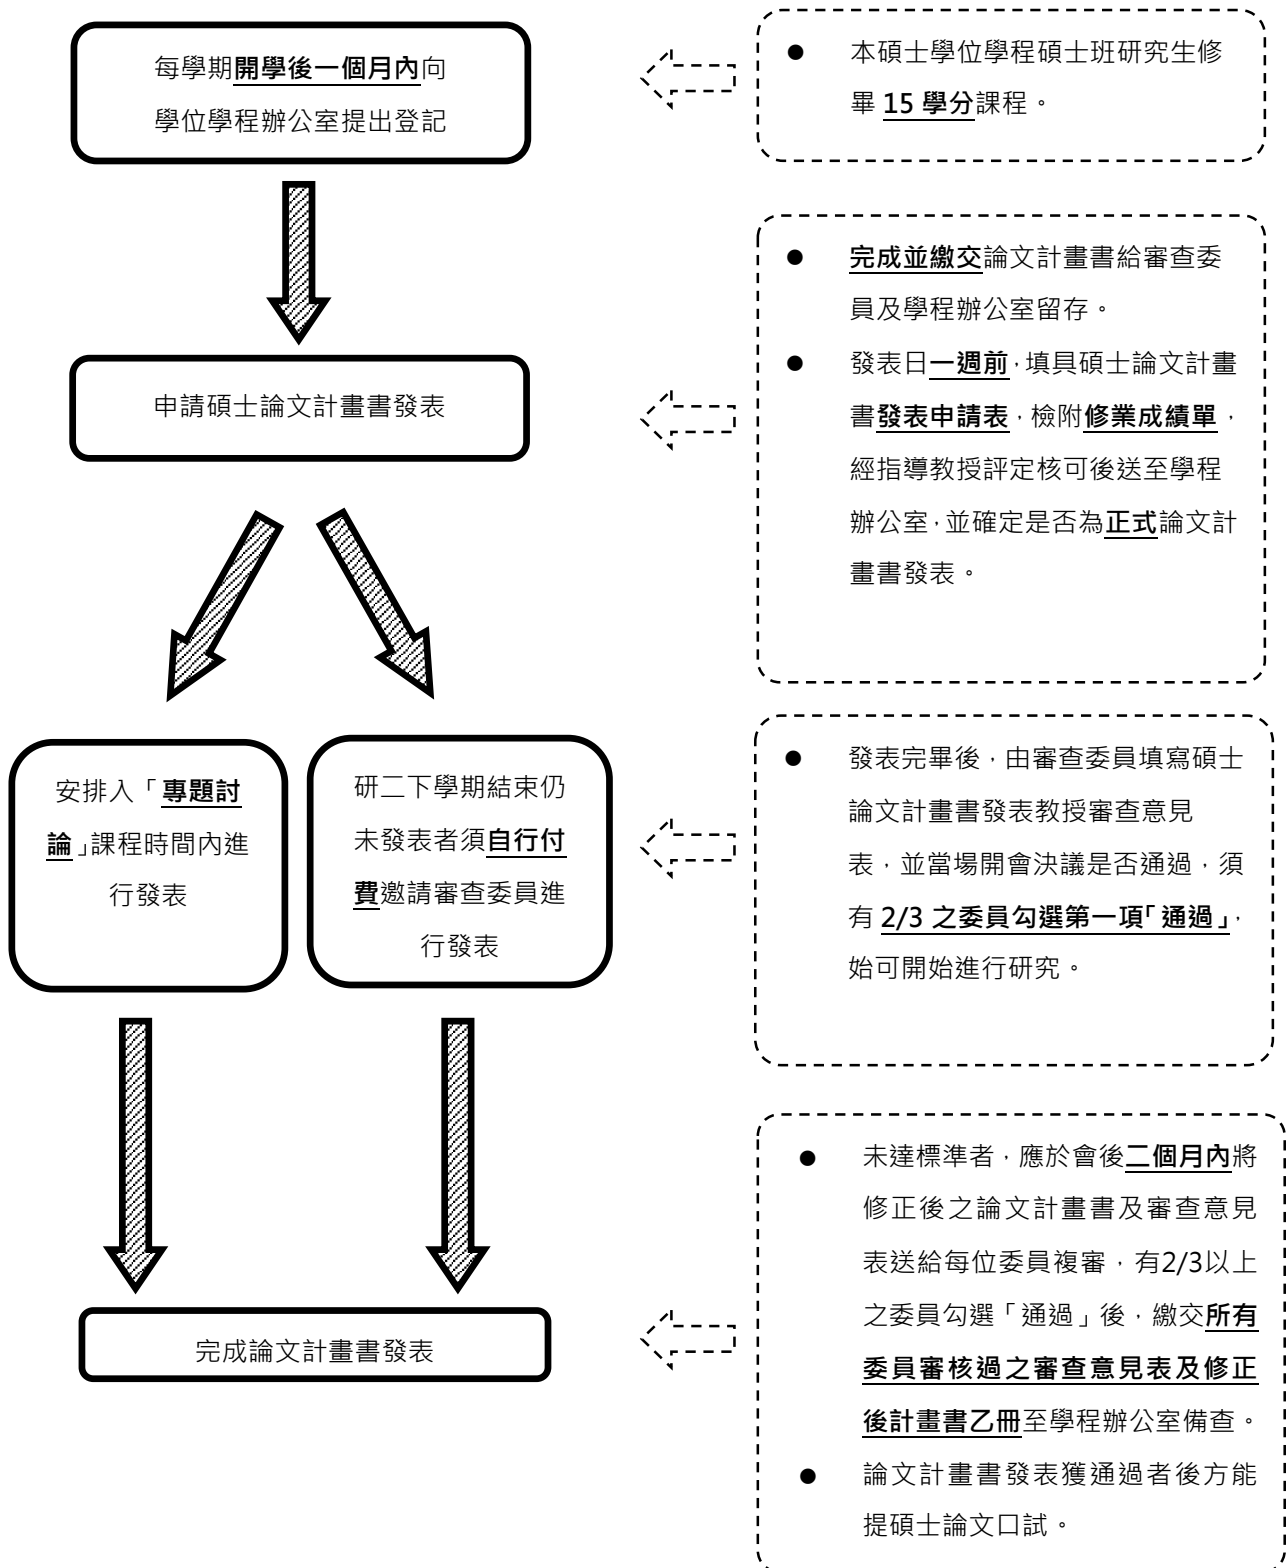 每學期開學後一個月內向
學位學程辦公室提出登記
● 本碩士學位學程碩士班研究生修
畢 15 學分課程。
● 完成並繳交論文計畫書給審查委
員及學程辦公室留存。
● 發表日一週前，填具碩士論文計畫
書發表申請表，檢附修業成績單，
經指導教授評定核可後送至學程
辦公室，並確定是否為正式論文計
畫書發表。
申請碩士論文計畫書發表
安排入「專題討
論」課程時間內進
行發表
研二下學期結束仍
未發表者須自行付
費邀請審查委員進
行發表
● 發表完畢後，由審查委員填寫碩士
論文計畫書發表教授審查意見
表，並當場開會決議是否通過，須
有 2/3 之委員勾選第一項「通過」，
始可開始進行研究。
● 未達標準者，應於會後二個月內將
修正後之論文計畫書及審查意見
表送給每位委員複審，有2/3以上
之委員勾選「通過」後，繳交所有
委員審核過之審查意見表及修正
後計畫書乙冊至學程辦公室備查。
● 論文計畫書發表獲通過者後方能
提碩士論文口試。
完成論文計畫書發表